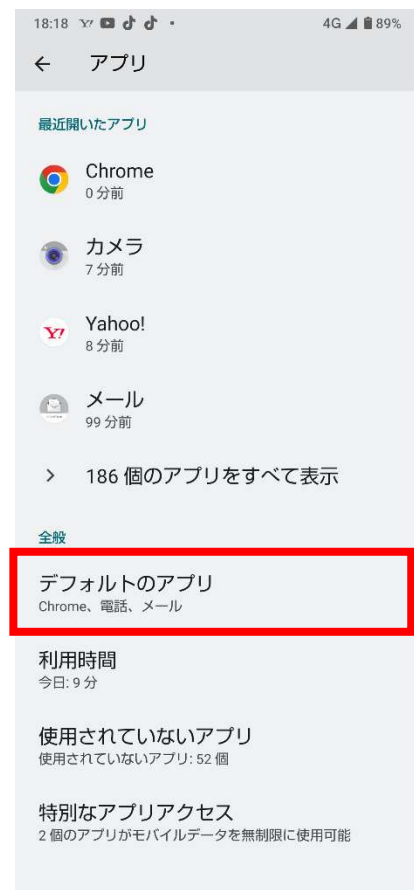 18:18
4G 89%
← アプリ
最近開いたアプリ
Chrome
0 分前
カメラ
7 分前
Yahoo!
8 分前
メール
99 分前
186 個のアプリをすべて表示
全般
デフォルトのアプリ
Chrome、電話、メール
利用時間
今日: 9 分
使用されていないアプリ
使用されていないアプリ: 52 個
特別なアプリアクセス
2 個のアプリがモバイルデータを無制限に使用可能